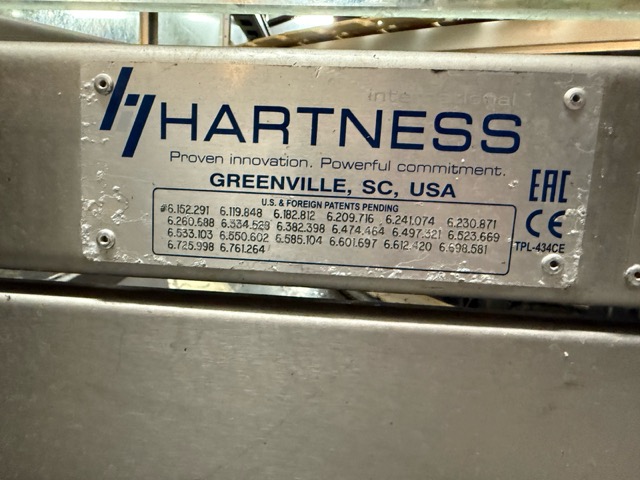 International
HARTNESS
Proven innovation. Powerful commitment.
GREENVILLE, SC, USA
U.S. & FOREIGN PATENTS PENDING
#6.152.291 6.119.848 6.182.812 6.209.716 6.241.074 6.230.871
6.260.688 6.334.528 6.382.398 6.474.464 6.497.321 6.523.669
6.533.103 6.550.602 6.585.104 6.601.697 6.612.420 6.698.581
6.725.998 6.761.264
EAC
CE
TPL-434CE